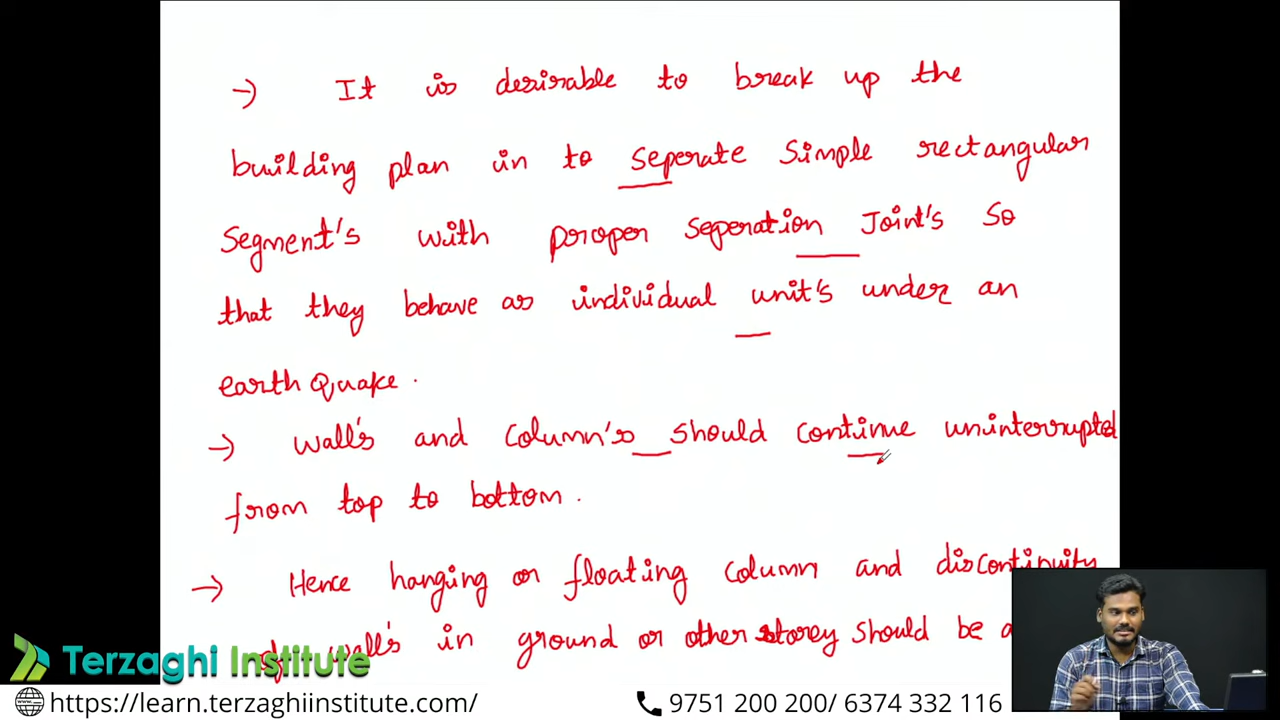 → It is desirable to break up the
building plan in to seperate simple rectangular
segment's with proper seperation Joint's so
that they behave as individual unit's under an
earth Quake.
→ Wall's and Column's should continue uninterrupted
from top to bottom.
→ Hence hanging or floating column and discontinuity
of wall's in ground or other storey should be
Terzaghi Institute
https://learn.terzaghiinstitute.com/
9751 200 200/ 6374 332 116